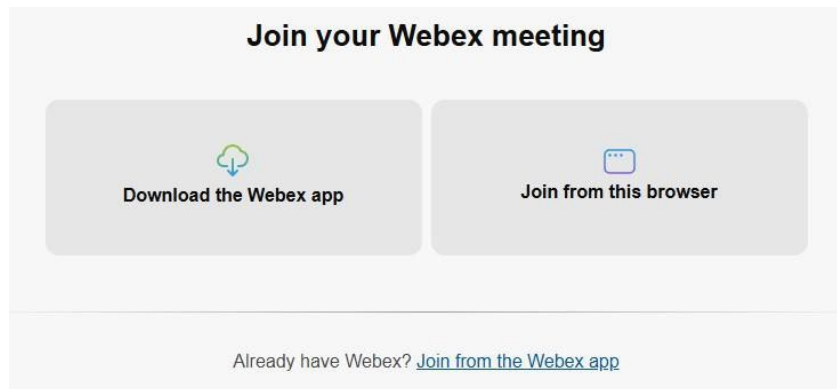 Join your Webex meeting
Download the Webex app
Join from this browser
Already have Webex? Join from the Webex app